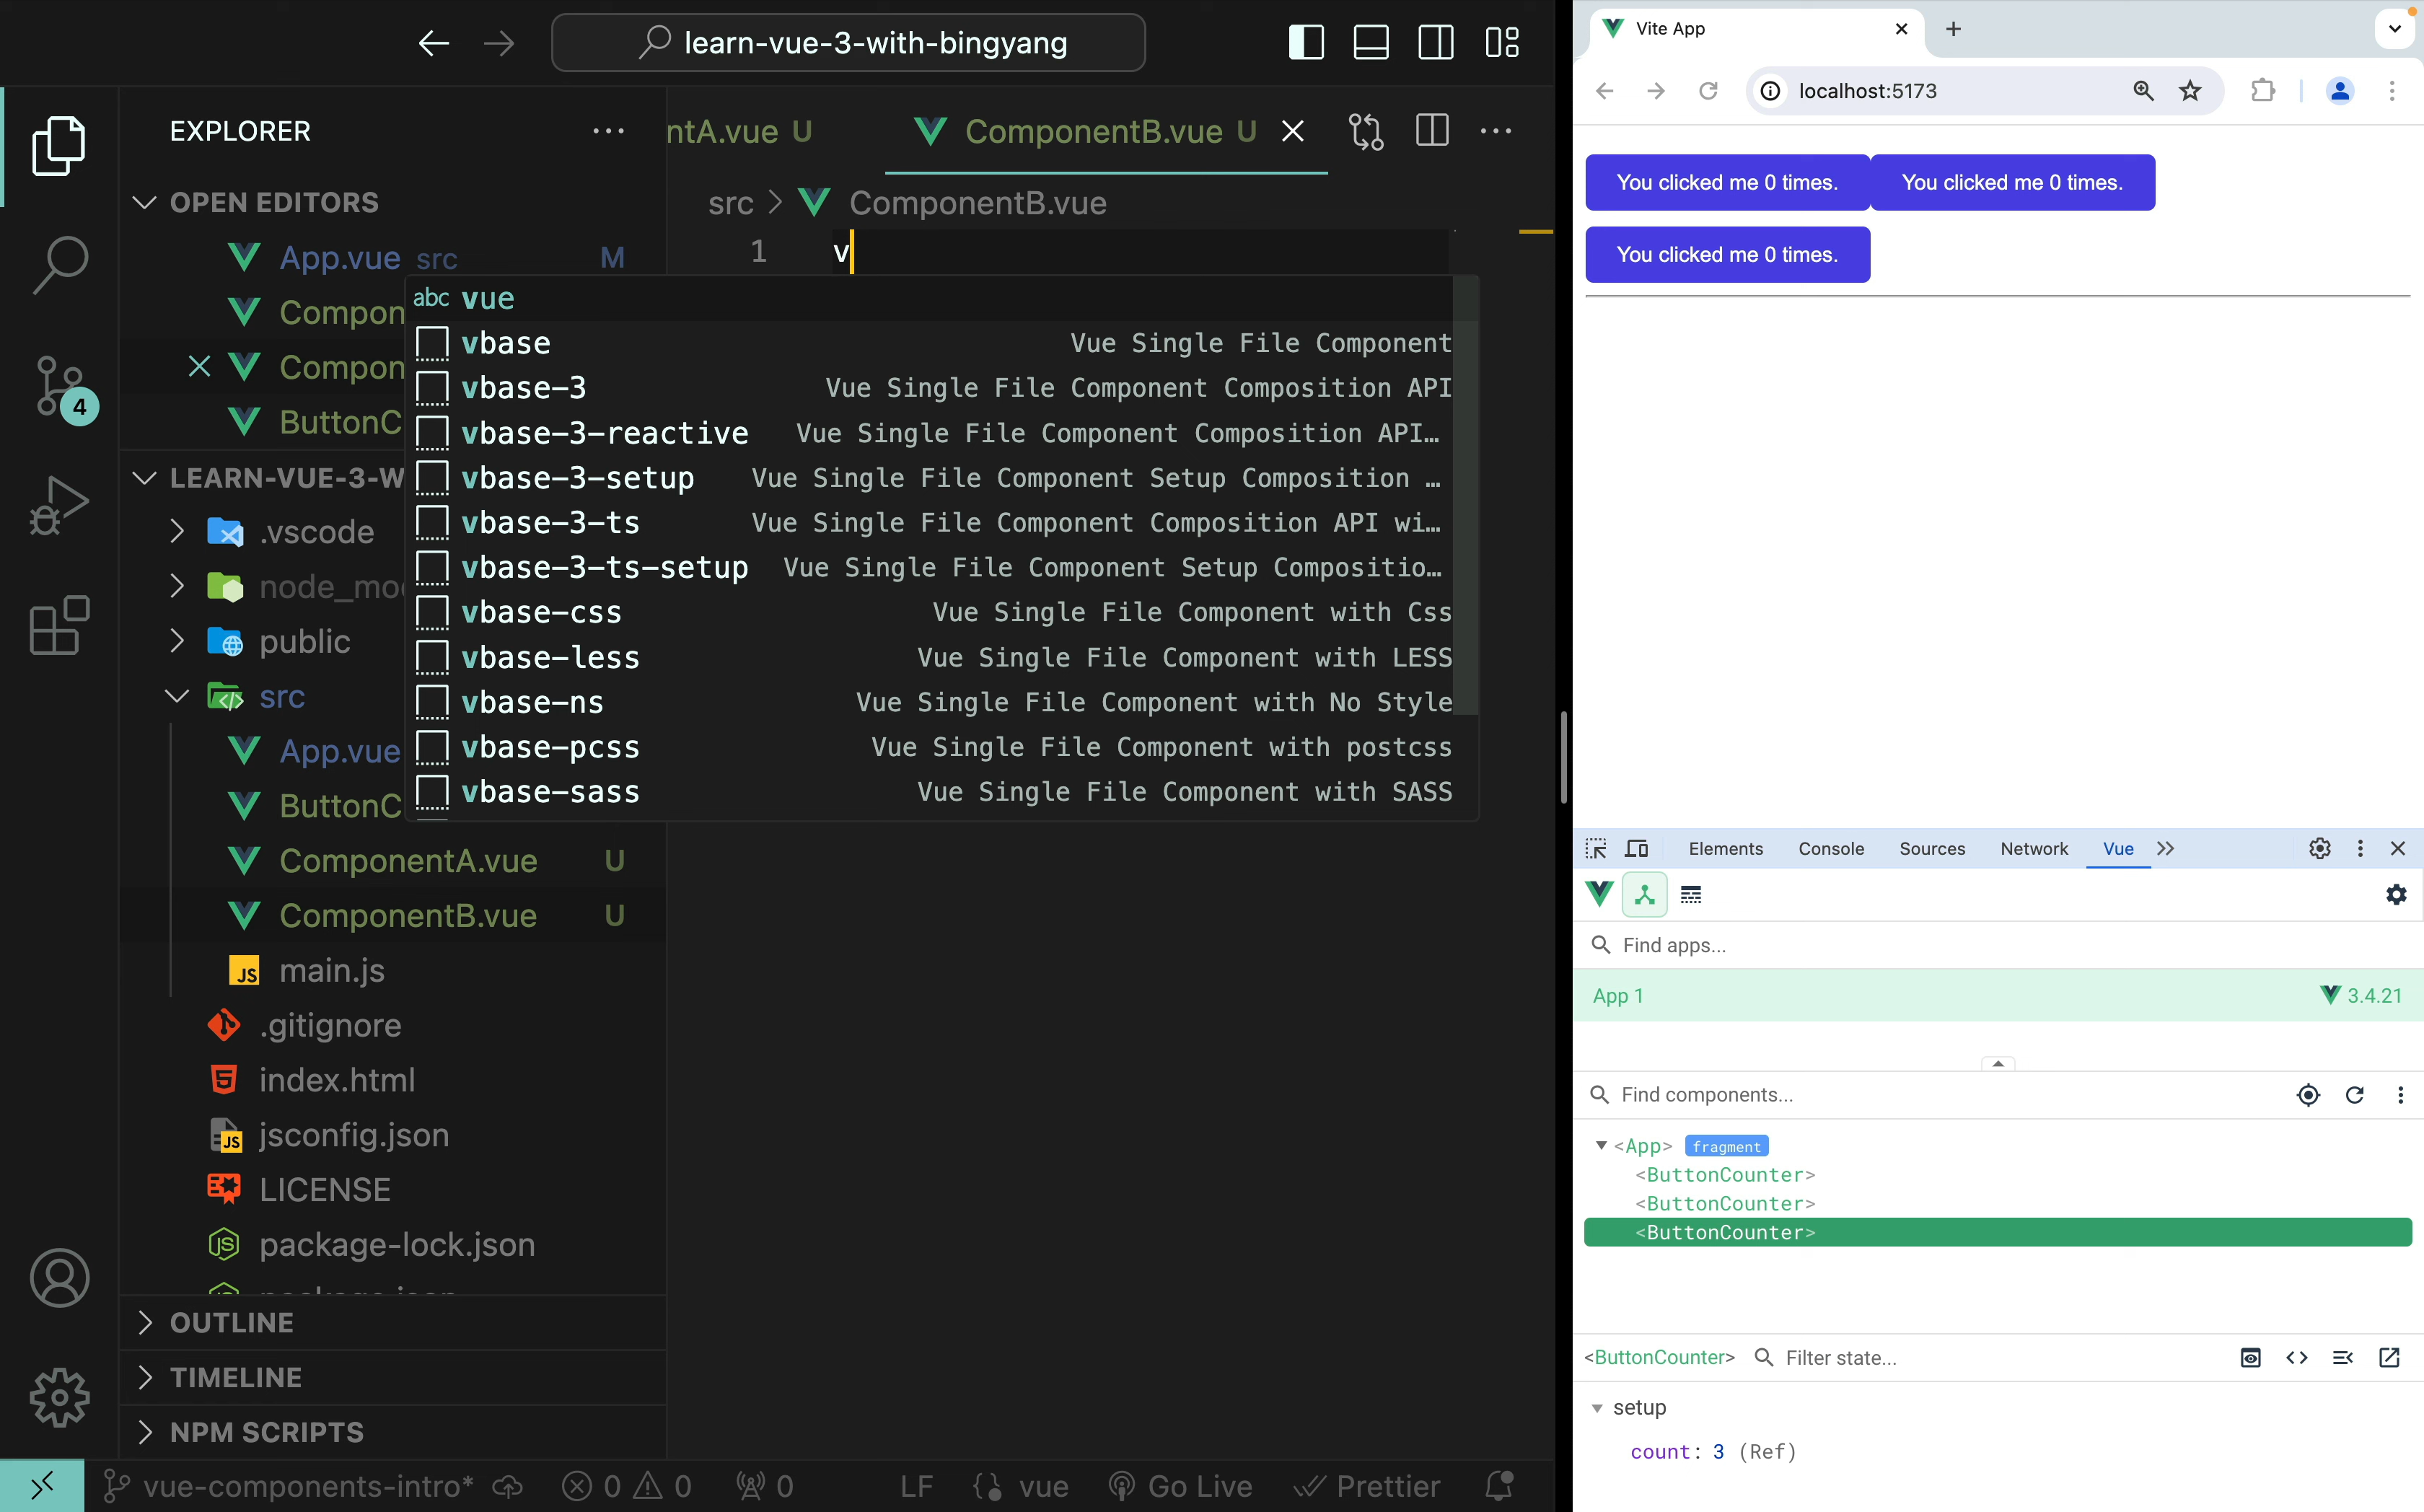 learn-vue-3-with-bingyang
EXPLORER
OPEN EDITORS
App.vue src M
Compon
Compon
ButtonC
LEARN-VUE-3-W
.vscode
node_mo
public
src
App.vue
ButtonC
ComponentA.vue U
ComponentB.vue U
main.js
.gitignore
index.html
jsconfig.json
LICENSE
package-lock.json
OUTLINE
TIMELINE
NPM SCRIPTS
4
ntA.vue U
ComponentB.vue U
src > ComponentB.vue
1 v
abc vue
vbase Vue Single File Component
vbase-3 Vue Single File Component Composition API
vbase-3-reactive Vue Single File Component Composition API…
vbase-3-setup Vue Single File Component Setup Composition …
vbase-3-ts Vue Single File Component Composition API wi…
vbase-3-ts-setup Vue Single File Component Setup Compositio…
vbase-css Vue Single File Component with Css
vbase-less Vue Single File Component with LESS
vbase-ns Vue Single File Component with No Style
vbase-pcss Vue Single File Component with postcss
vbase-sass Vue Single File Component with SASS
vue-components-intro* 0 0 0 LF vue Go Live Prettier
Vite App
localhost:5173
You clicked me 0 times. You clicked me 0 times.
You clicked me 0 times.
Elements Console Sources Network Vue
Find apps...
App 1 3.4.21
Find components...
<App> fragment
<ButtonCounter>
<ButtonCounter>
<ButtonCounter>
<ButtonCounter> Filter state...
setup
count: 3 (Ref)